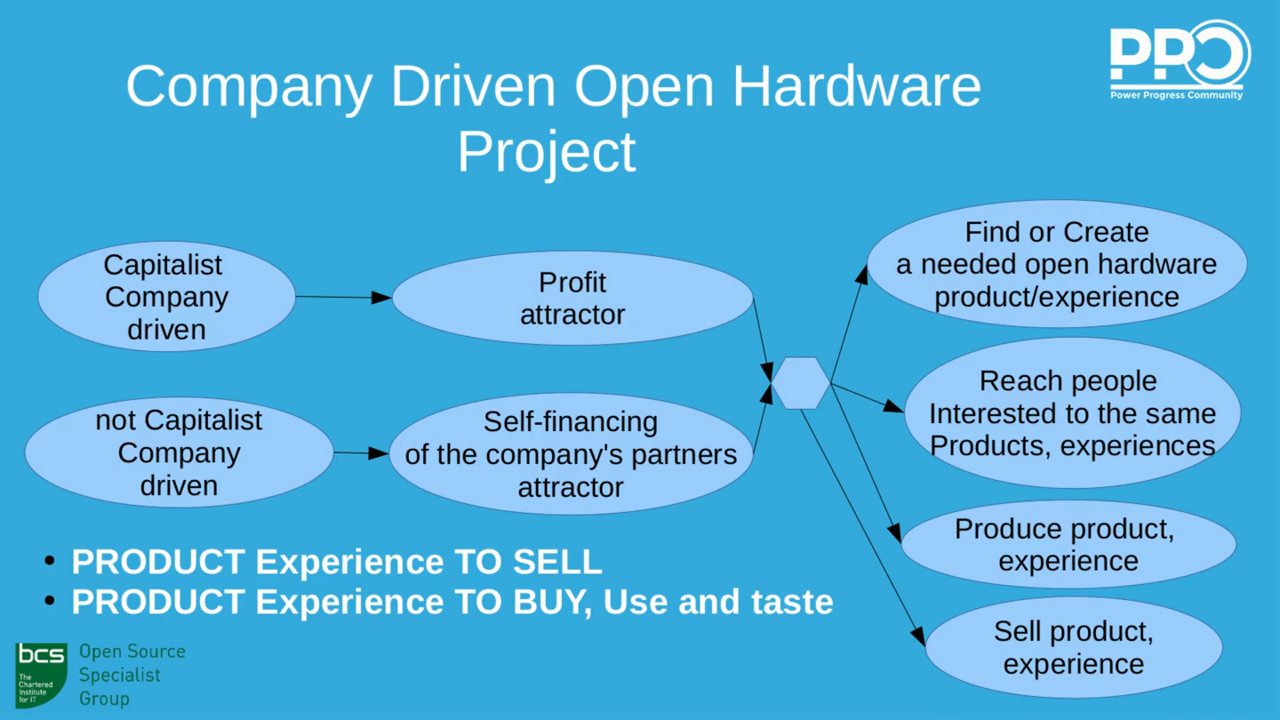 PPC
Power Progress Community
Company Driven Open Hardware
Project
Capitalist
Company
driven
Profit
attractor
Find or Create
a needed open hardware
product/experience
not Capitalist
Company
driven
Self-financing
of the company's partners
attractor
Reach people
Interested to the same
Products, experiences
Produce product,
experience
Sell product,
experience
• PRODUCT Experience TO SELL
• PRODUCT Experience TO BUY, Use and taste
bcs
The
Chartered
Institute
for IT
Open Source
Specialist
Group